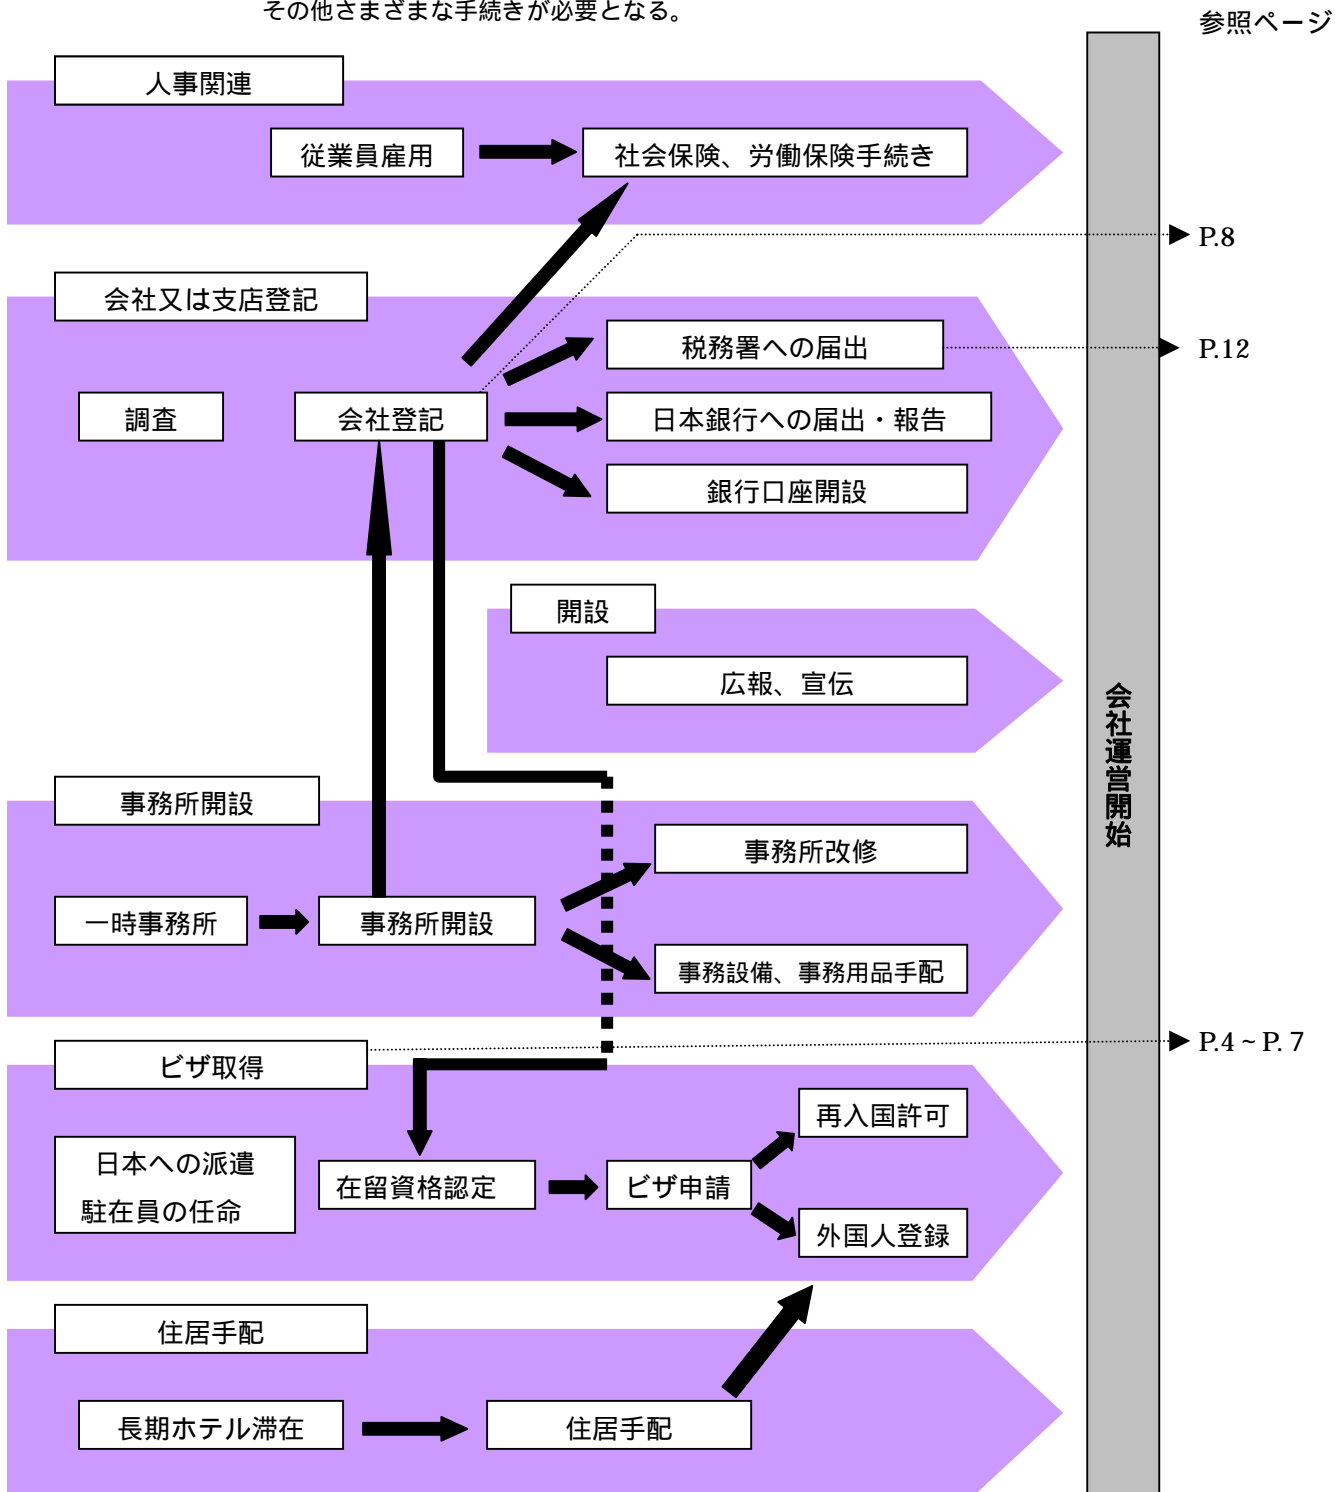 その他さまざまな手続きが必要となる。
参照ページ
人事関連
従業員雇用
社会保険、労働保険手続き
P.8
会社又は支店登記
税務署への届出
P.12
調査
会社登記
日本銀行への届出・報告
銀行口座開設
開設
広報、宣伝
会社運営開始
事務所開設
事務所改修
一時事務所
事務所開設
事務設備、事務用品手配
P.4～P. 7
ビザ取得
再入国許可
日本への派遣
駐在員の任命
在留資格認定
ビザ申請
外国人登録
住居手配
長期ホテル滞在
住居手配